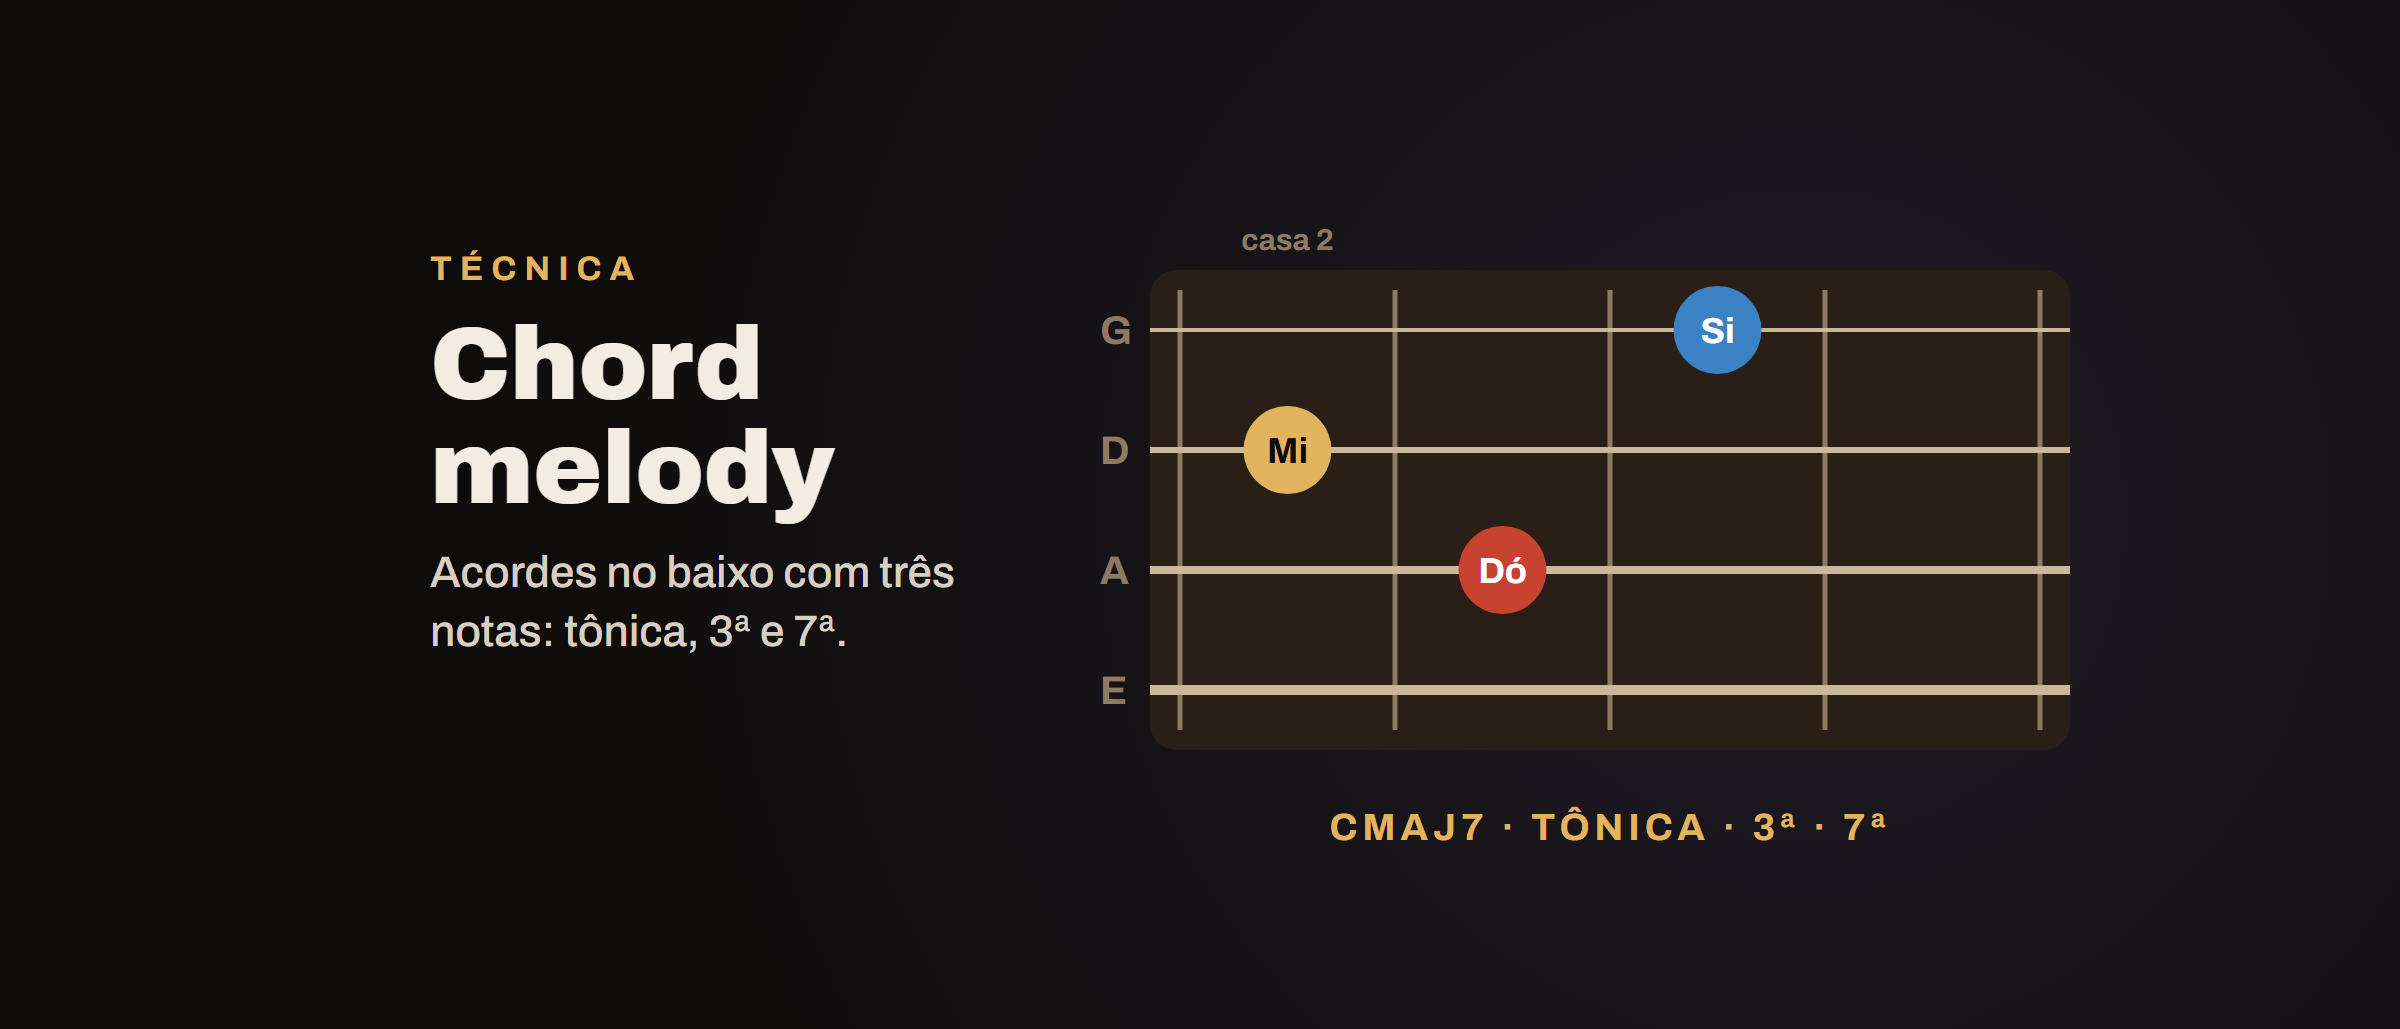 TÉCNICA
Chord
melody
Acordes no baixo com três
notas: tônica, 3ª e 7ª.
casa 2
G
Si
D
Mi
A
Dó
E
CMAJ7 · TÔNICA · 3ª · 7ª